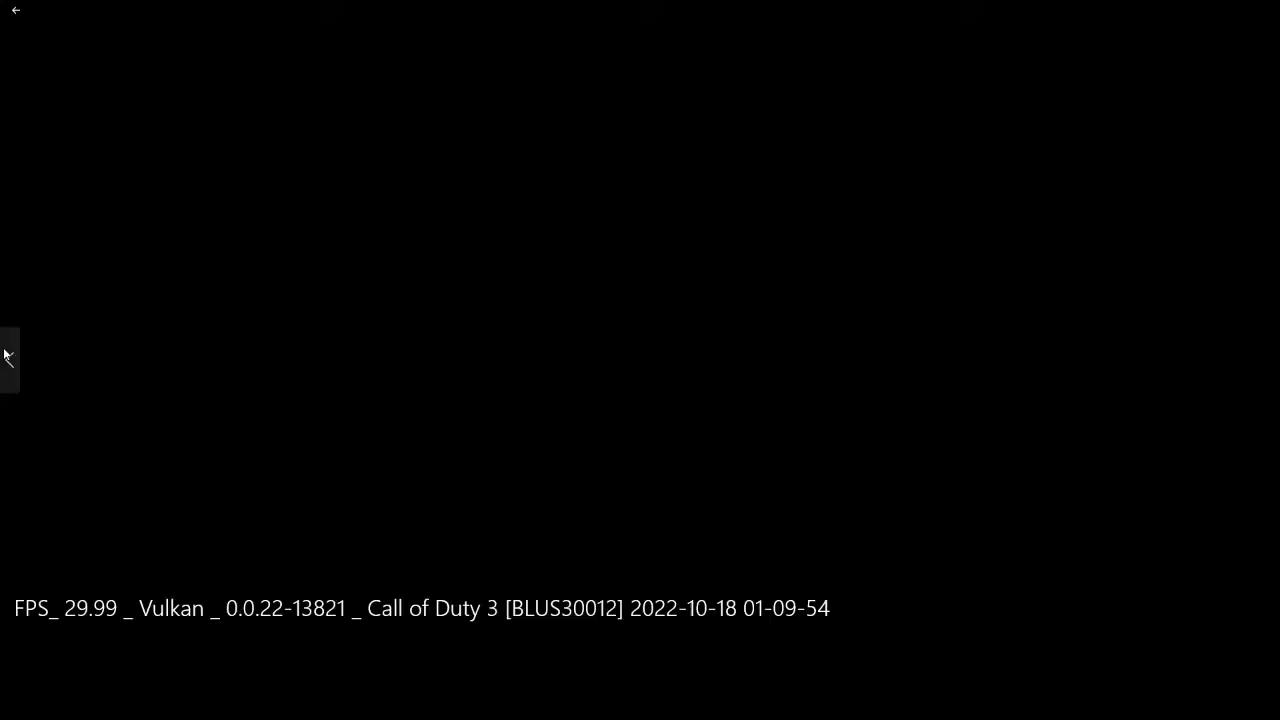 FPS_ 29.99 _ Vulkan _ 0.0.22-13821 _ Call of Duty 3 [BLUS30012] 2022-10-18 01-09-54